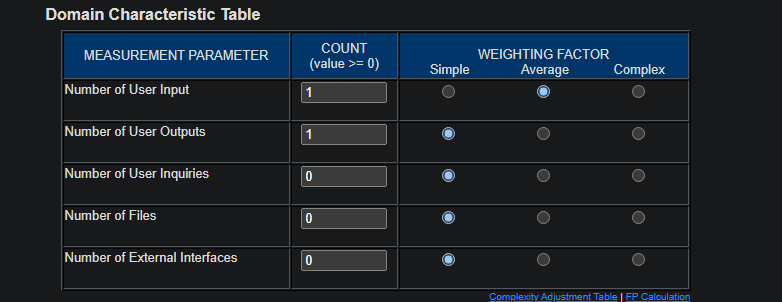 Domain Characteristic Table
MEASUREMENT PARAMETER
COUNT
(value >= 0)
WEIGHTING FACTOR
Simple Average Complex
Number of User Input 1
Number of User Outputs 1
Number of User Inquiries 0
Number of Files 0
Number of External Interfaces 0
Complexity Adjustment Table | FP Calculation